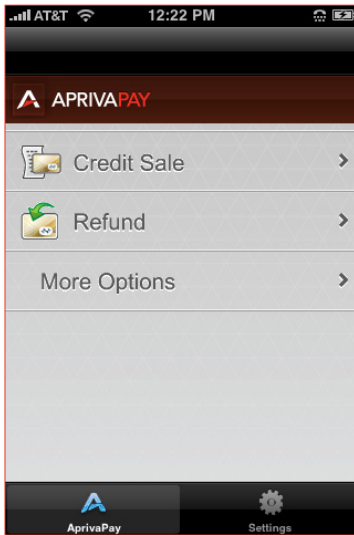 AT&T 12:22 PM
APRIVAPAY
Credit Sale
Refund
More Options
AprivaPay Settings